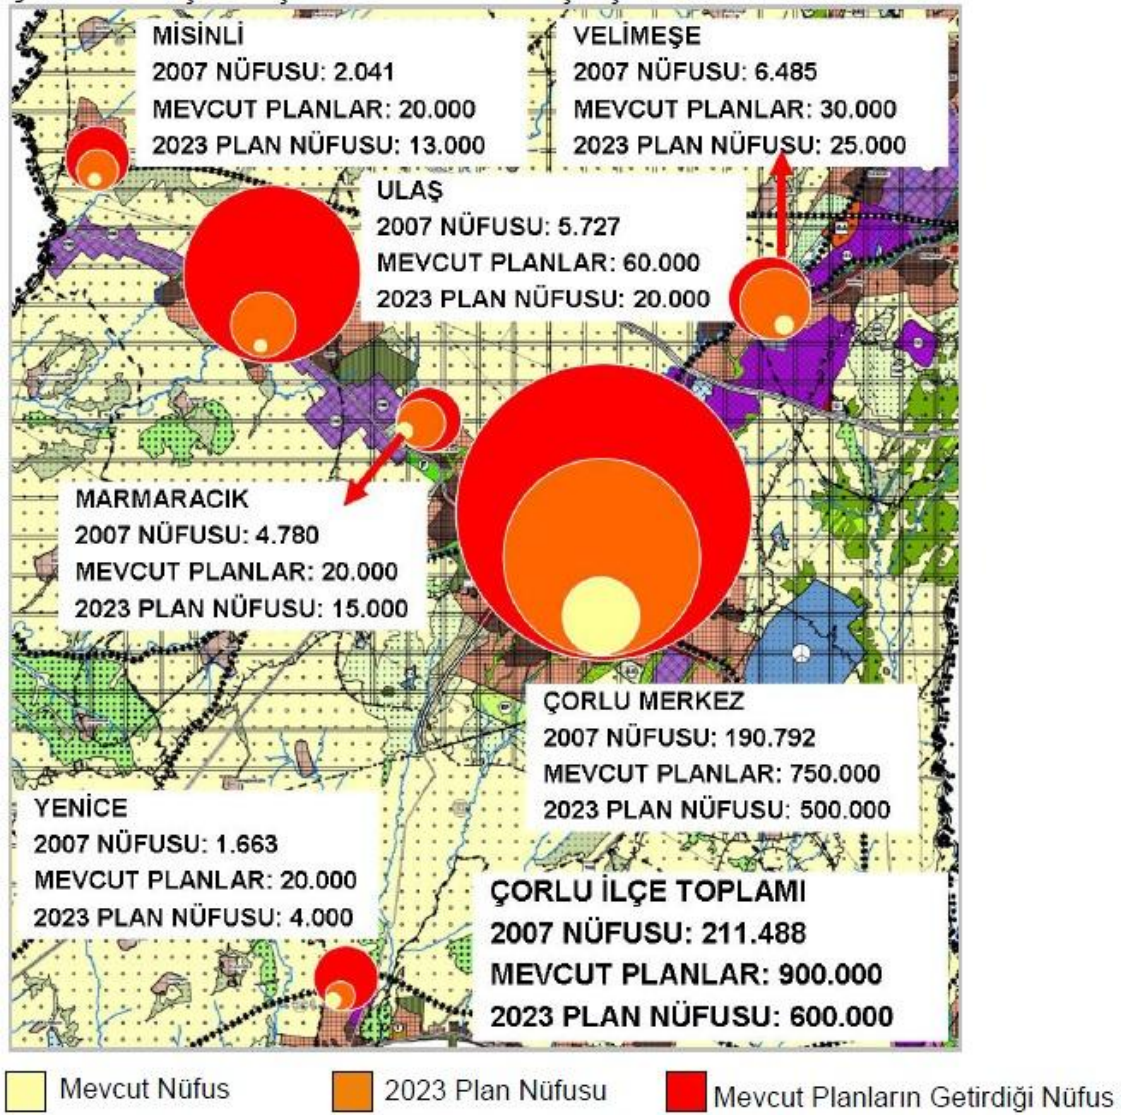 MİSİNLİ
2007 NÜFUSU: 2.041
MEVCUT PLANLAR: 20.000
2023 PLAN NÜFUSU: 13.000
VELİMEŞE
2007 NÜFUSU: 6.485
MEVCUT PLANLAR: 30.000
2023 PLAN NÜFUSU: 25.000
ULAŞ
2007 NÜFUSU: 5.727
MEVCUT PLANLAR: 60.000
2023 PLAN NÜFUSU: 20.000
MARMARACIK
2007 NÜFUSU: 4.780
MEVCUT PLANLAR: 20.000
2023 PLAN NÜFUSU: 15.000
ÇORLU MERKEZ
2007 NÜFUSU: 190.792
MEVCUT PLANLAR: 750.000
2023 PLAN NÜFUSU: 500.000
YENİCE
2007 NÜFUSU: 1.663
MEVCUT PLANLAR: 20.000
2023 PLAN NÜFUSU: 4.000
ÇORLU İLÇE TOPLAMI
2007 NÜFUSU: 211.488
MEVCUT PLANLAR: 900.000
2023 PLAN NÜFUSU: 600.000
Mevcut Nüfus
2023 Plan Nüfusu
Mevcut Planların Getirdiği Nüfus